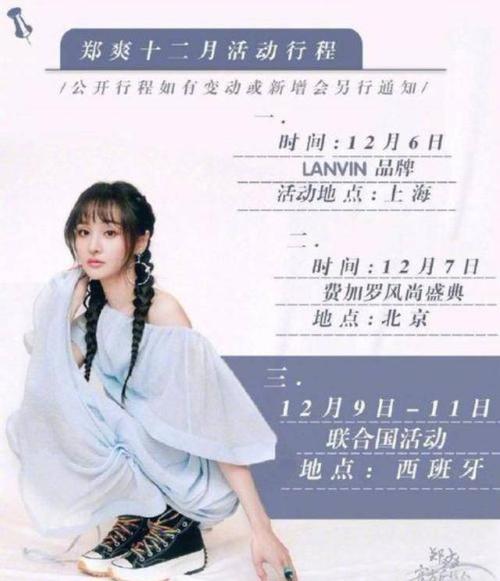 郑爽十二月活动行程
/公开行程如有变动或新增会另行通知/
一.
时间:12月6日
LANVIN 品牌
活动地点:上海
二.
时间:12月7日
费加罗风尚盛典
地点:北京
三.
12月9日-11日
联合国活动
地点: 西班牙
郑爽